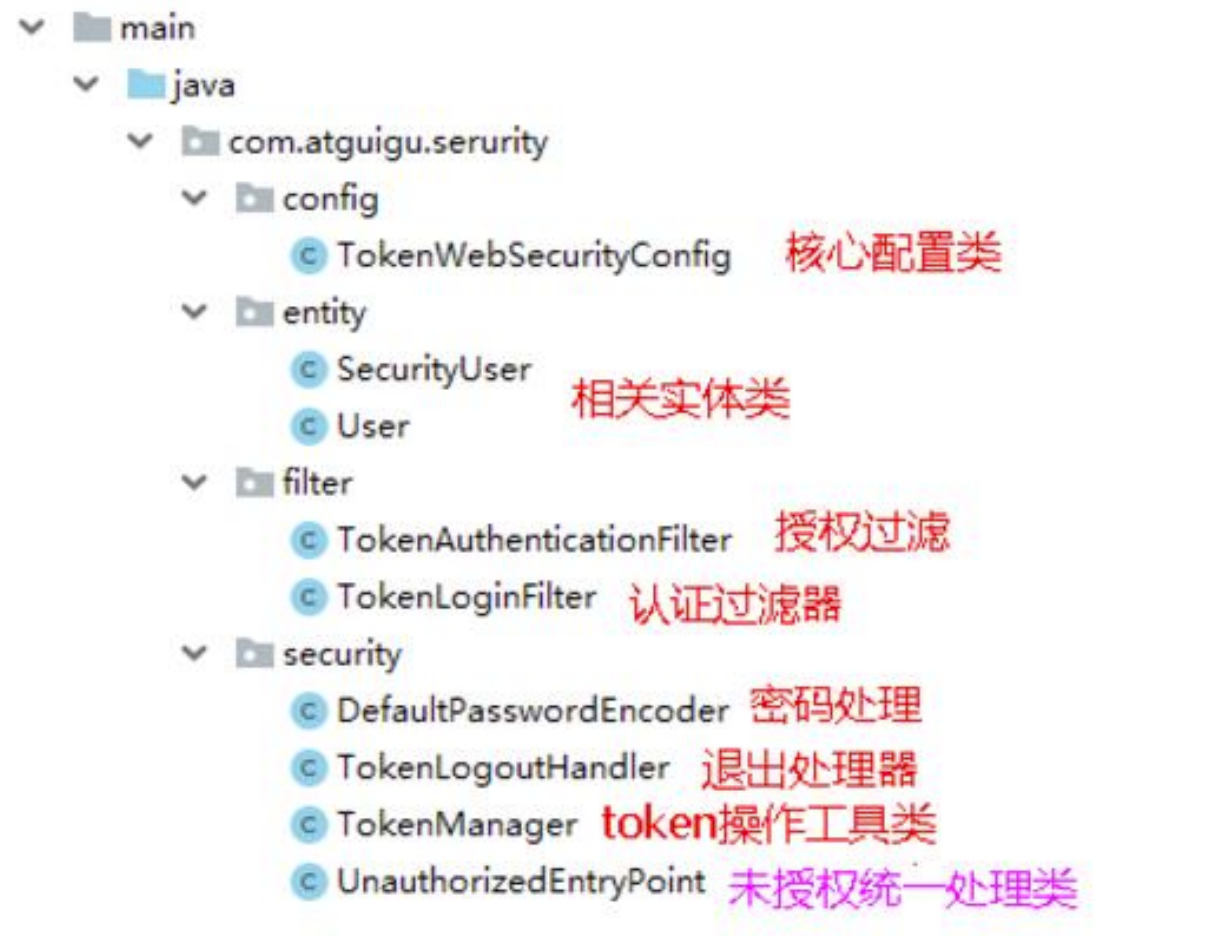 main
java
com.atguigu.serurity
config
TokenWebSecurityConfig 核心配置类
entity
SecurityUser
相关实体类
User
filter
TokenAuthenticationFilter 授权过滤
TokenLoginFilter 认证过滤器
security
DefaultPasswordEncoder 密码处理
TokenLogoutHandler 退出处理器
TokenManager token操作工具类
UnauthorizedEntryPoint 未授权统一处理类